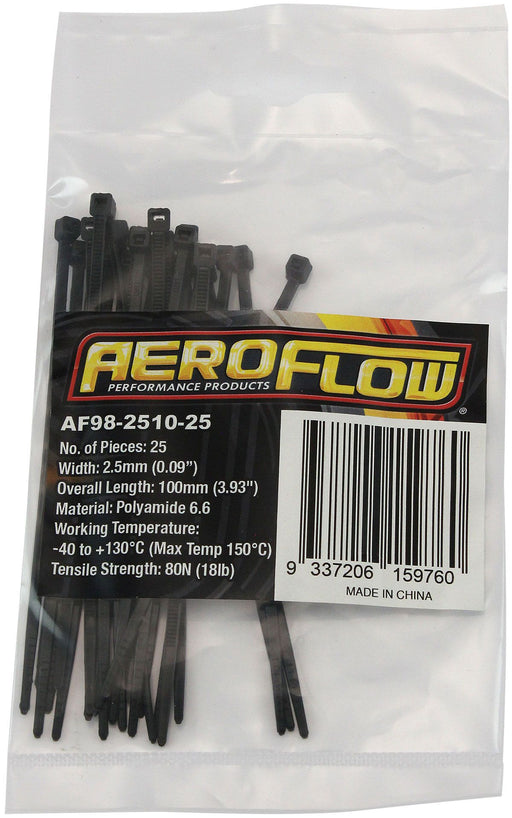 AEROFLOW
PERFORMANCE PRODUCTS
®
AF98-2510-25
No. of Pieces: 25
Width: 2.5mm (0.09”)
Overall Length: 100mm (3.93")
Material: Polyamide 6.6
Working Temperature:
-40 to +130°C (Max Temp 150°C)
Tensile Strength: 80N (18lb)
9 337206 159760
MADE IN CHINA